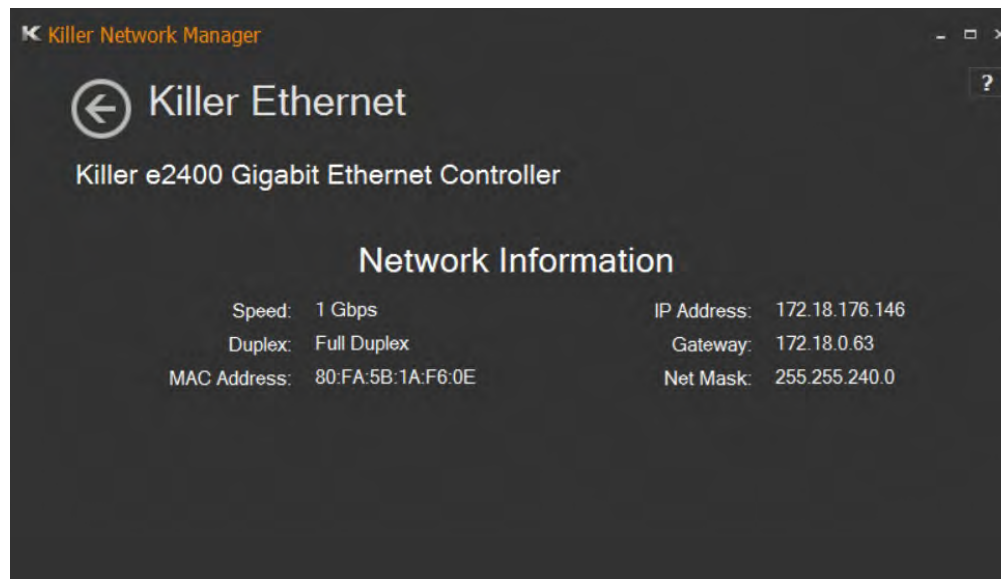 Killer Network Manager
?
Killer Ethernet
Killer e2400 Gigabit Ethernet Controller
Network Information
Speed: 1 Gbps IP Address: 172.18.176.146
Duplex: Full Duplex Gateway: 172.18.0.63
MAC Address: 80:FA:5B:1A:F6:0E Net Mask: 255.255.240.0